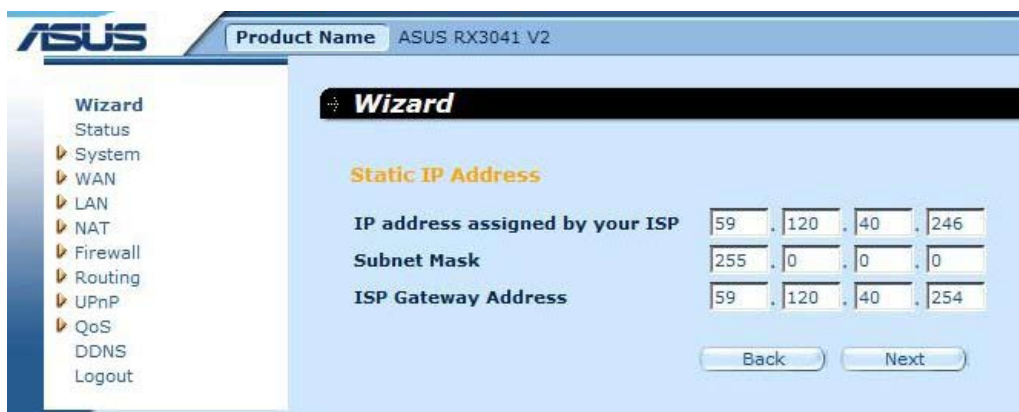 ASUS
Product Name ASUS RX3041 V2
Wizard
Status
System
WAN
LAN
NAT
Firewall
Routing
UPnP
QoS
DDNS
Logout
Wizard
Static IP Address
IP address assigned by your ISP 59 . 120 . 40 . 246
Subnet Mask 255 . 0 . 0 . 0
ISP Gateway Address 59 . 120 . 40 . 254
Back Next